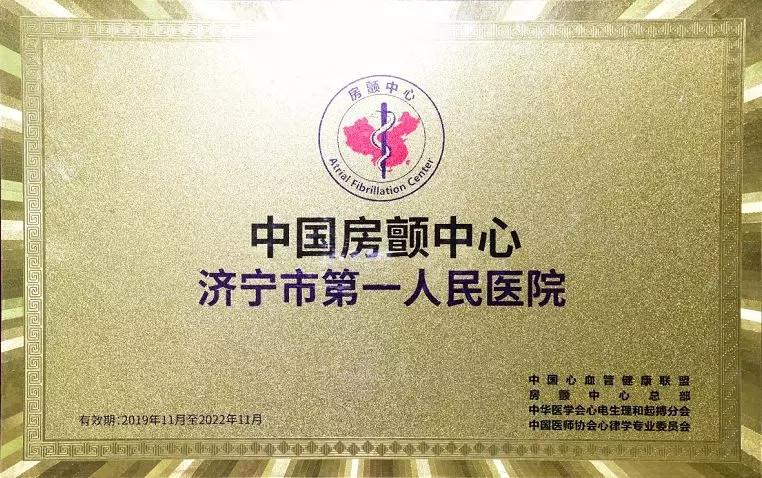 房颤中心
Atrial Fibrillation Center
中国房颤中心
济宁市第一人民医院
中国心血管健康联盟
房颤中心总部
中华医学会心电生理和起搏分会
中国医师协会心律学专业委员会
有效期:2019年11月至2022年11月